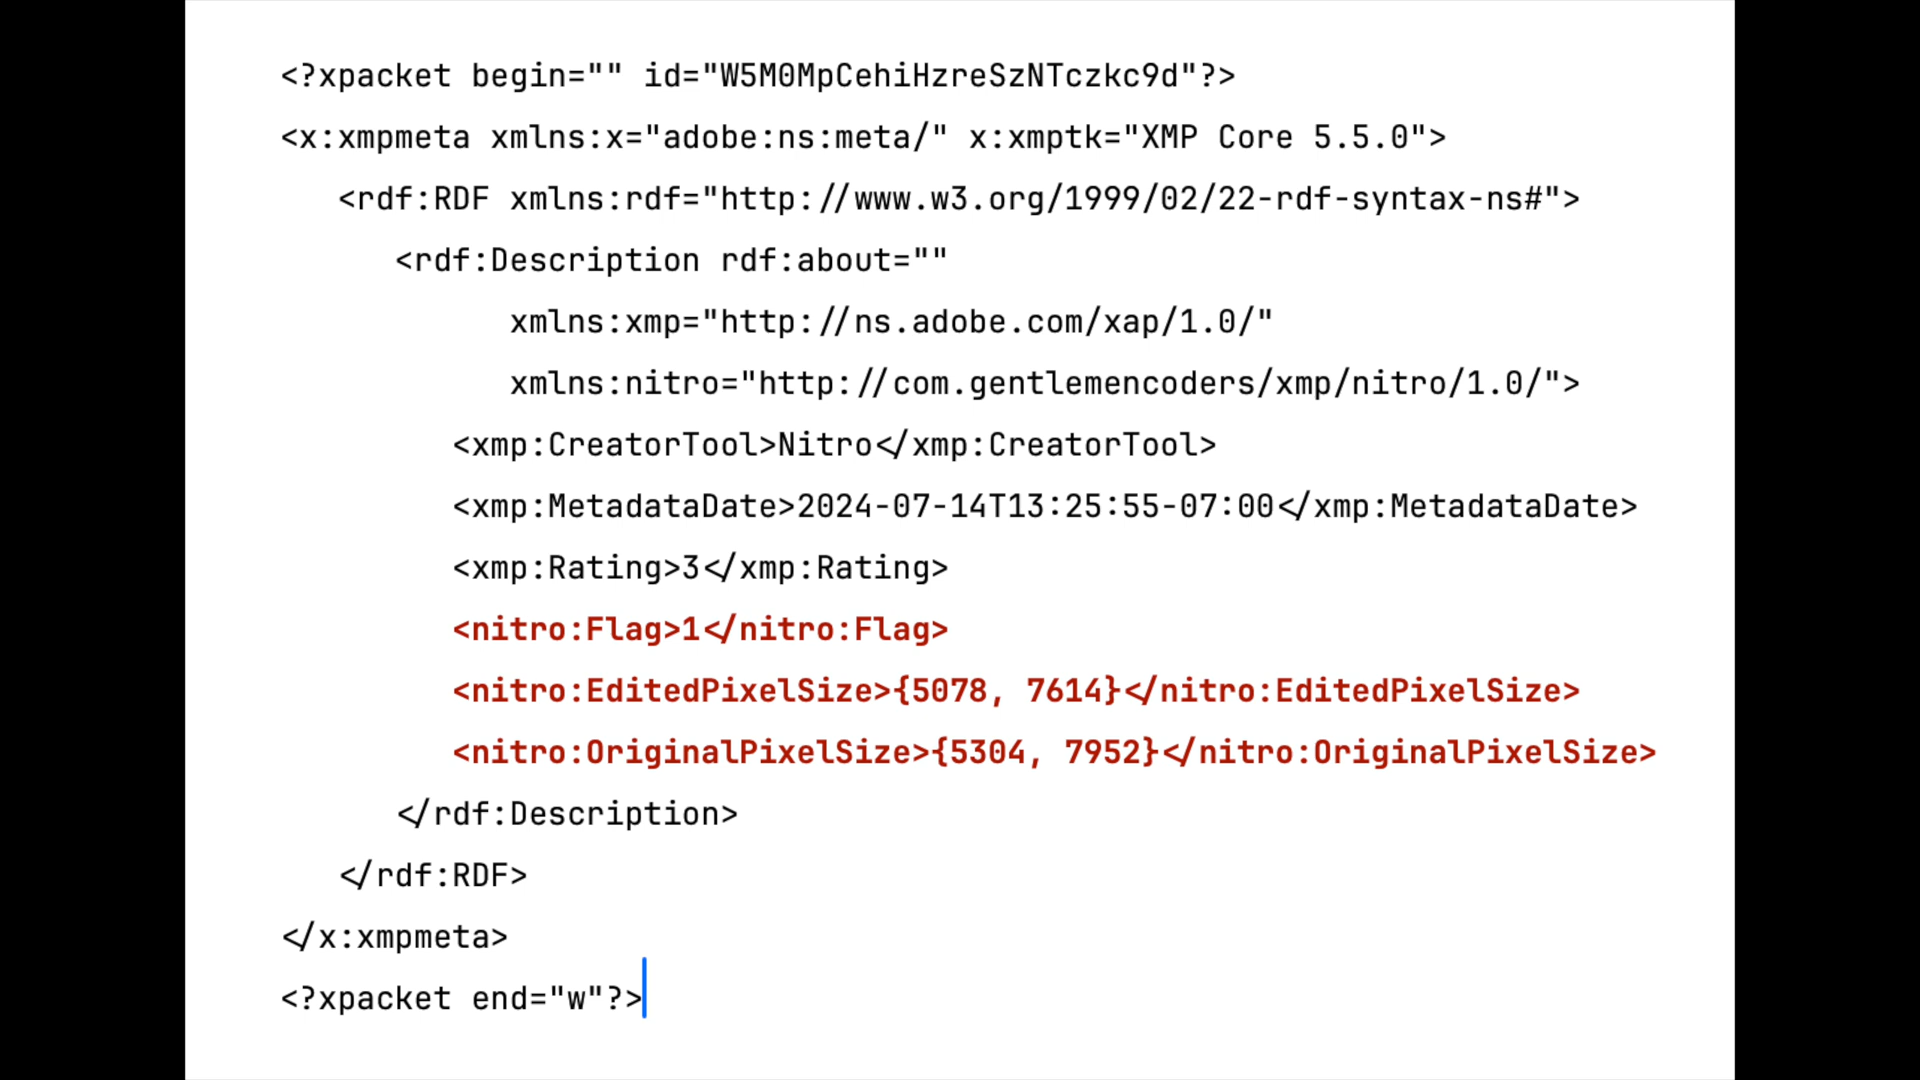 <?xpacket begin="" id="W5M0MpCehiHzreSzNTczkc9d"?>
<x:xmpmeta xmlns:x="adobe:ns:meta/" x:xmptk="XMP Core 5.5.0">
<rdf:RDF xmlns:rdf="http://www.w3.org/1999/02/22-rdf-syntax-ns#">
<rdf:Description rdf:about=""
xmlns:xmp="http://ns.adobe.com/xap/1.0/"
xmlns:nitro="http://com.gentlemencoders/xmp/nitro/1.0/">
<xmp:CreatorTool>Nitro</xmp:CreatorTool>
<xmp:MetadataDate>2024-07-14T13:25:55-07:00</xmp:MetadataDate>
<xmp:Rating>3</xmp:Rating>
<nitro:Flag>1</nitro:Flag>
<nitro:EditedPixelSize>{5078, 7614}</nitro:EditedPixelSize>
<nitro:OriginalPixelSize>{5304, 7952}</nitro:OriginalPixelSize>
</rdf:Description>
</rdf:RDF>
</x:xmpmeta>
<?xpacket end="w"?>